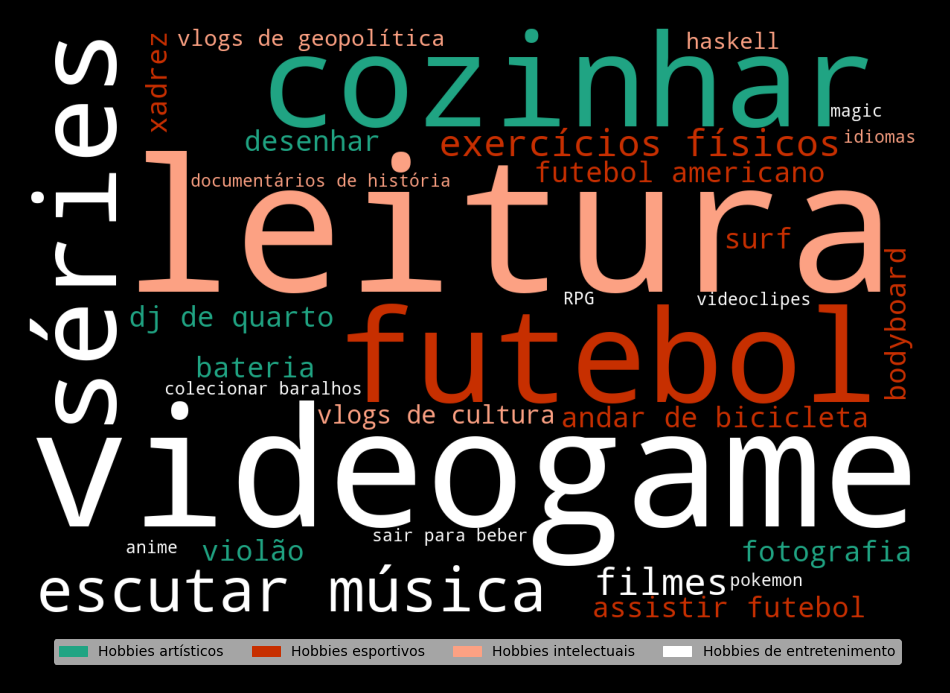 vlogs de geopolítica
haskell
xadrez
séries
cozinhar
magic
idiomas
desenhar
exercícios físicos
futebol americano
documentários de história
leitura
surf
RPG
videoclipes
bodyboard
dj de quarto
futebol
bateria
colecionar baralhos
vlogs de cultura
andar de bicicleta
videogame
sair para beber
anime
violão
fotografia
escutar música
filmes
pokemon
assistir futebol
Hobbies artísticos
Hobbies esportivos
Hobbies intelectuais
Hobbies de entretenimento